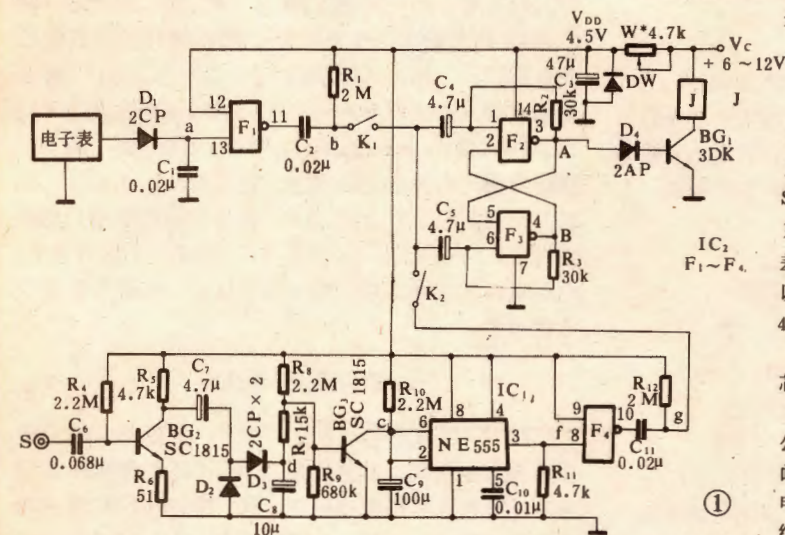 V_DD
4.5V
W*4.7k
V_C
+ 6 ~12V
R₁
2 M
C₄
4.7μ
47μ
C₃
DW
J
J
D₁
2CP
12
F₁
11
13
a
b
K₁
C₂
0.02μ
电子表
C₁
0.02μ
1
14
2
F₂
3
R₂
30k
A
D₄
2AP
BG₁
3DK
C₅
4.7μ
5
6
F₃
4
B
7
R₃
30k
IC₂
F₁~F₄
K₂
R₄
2.2M
R₅
4.7k
C₇
4.7μ
2CP×2
R₈
2.2M
R₇ 15k
BG₃
SC 1815
R₁₀
2.2M
c
IC₁
6
8
4
NE555
2
3
1
5
9
10
f
8
F₄
R₁₂
2 M
g
C₁₁
0.02μ
S
C₆
0.068μ
BG₂
SC1815
R₆
51
D₂
D₃
d
C₈
10μ
R₉
680k
C₉
100μ
C₁₀
0.01μ
R₁₁
4.7k
①